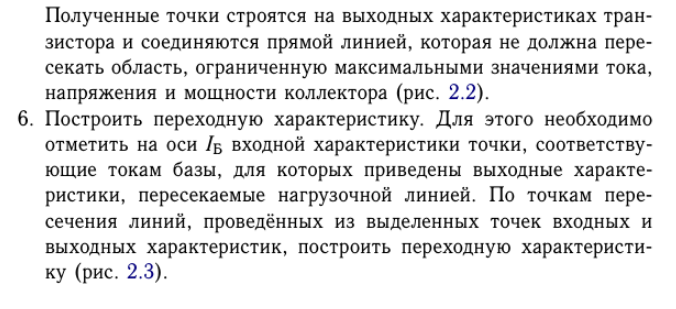 Полученные точки строятся на выходных характеристиках тран-
зистора и соединяются прямой линией, которая не должна пере-
секать область, ограниченную максимальными значениями тока,
напряжения и мощности коллектора (рис. 2.2).
6. Построить переходную характеристику. Для этого необходимо
отметить на оси IБ входной характеристики точки, соответству-
ющие токам базы, для которых приведены выходные характе-
ристики, пересекаемые нагрузочной линией. По точкам пере-
сечения линий, проведённых из выделенных точек входных и
выходных характеристик, построить переходную характеристи-
ку (рис. 2.3).